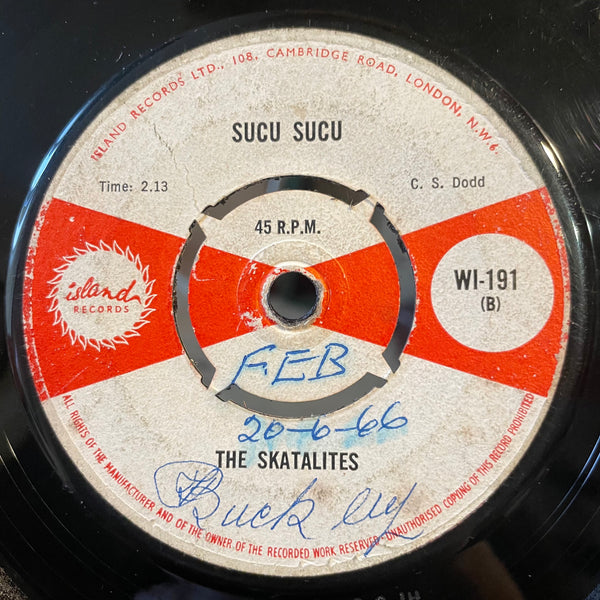 ISLAND RECORDS LTD., 108, CAMBRIDGE ROAD, LONDON, N.W.6.
SUCU SUCU
Time: 2.13
C. S. Dodd
45 R.P.M.
island
RECORDS
WI-191
(B)
FEB
20-6-66
THE SKATALITES
Buckley
ALL RIGHTS OF THE MANUFACTURER AND OF THE OWNER OF THE RECORDED WORK RESERVED-UNAUTHORISED COPYING OF THIS RECORD PROHIBITED